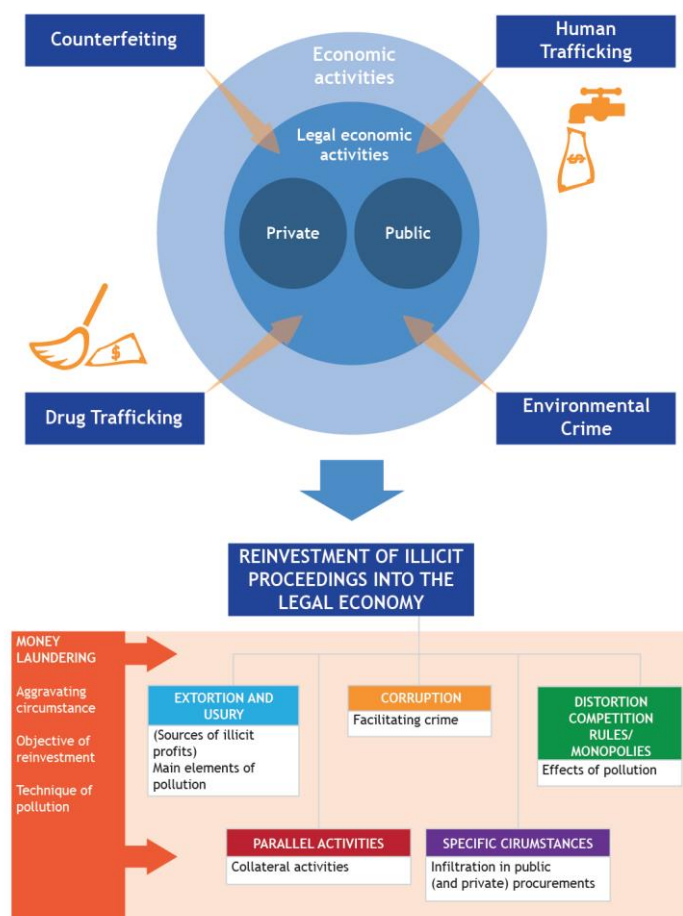 Counterfeiting
Economic
activities
Human
Trafficking
Legal economic
activities
$
Private
Public
$
Drug Trafficking
Environmental
Crime
REINVESTMENT OF ILLICIT
PROCEEDINGS INTO THE
LEGAL ECONOMY
MONEY
LAUNDERING
Aggravating
circumstance
Objective of
reinvestment
Technique of
pollution
EXTORTION AND
USURY
(Sources of illicit
profits)
Main elements of
pollution
CORRUPTION
Facilitating crime
DISTORTION
COMPETITION
RULES/
MONOPOLIES
Effects of pollution
PARALLEL ACTIVITIES
Collateral activities
SPECIFIC CIRUMSTANCES
Infiltration in public
(and private) procurements